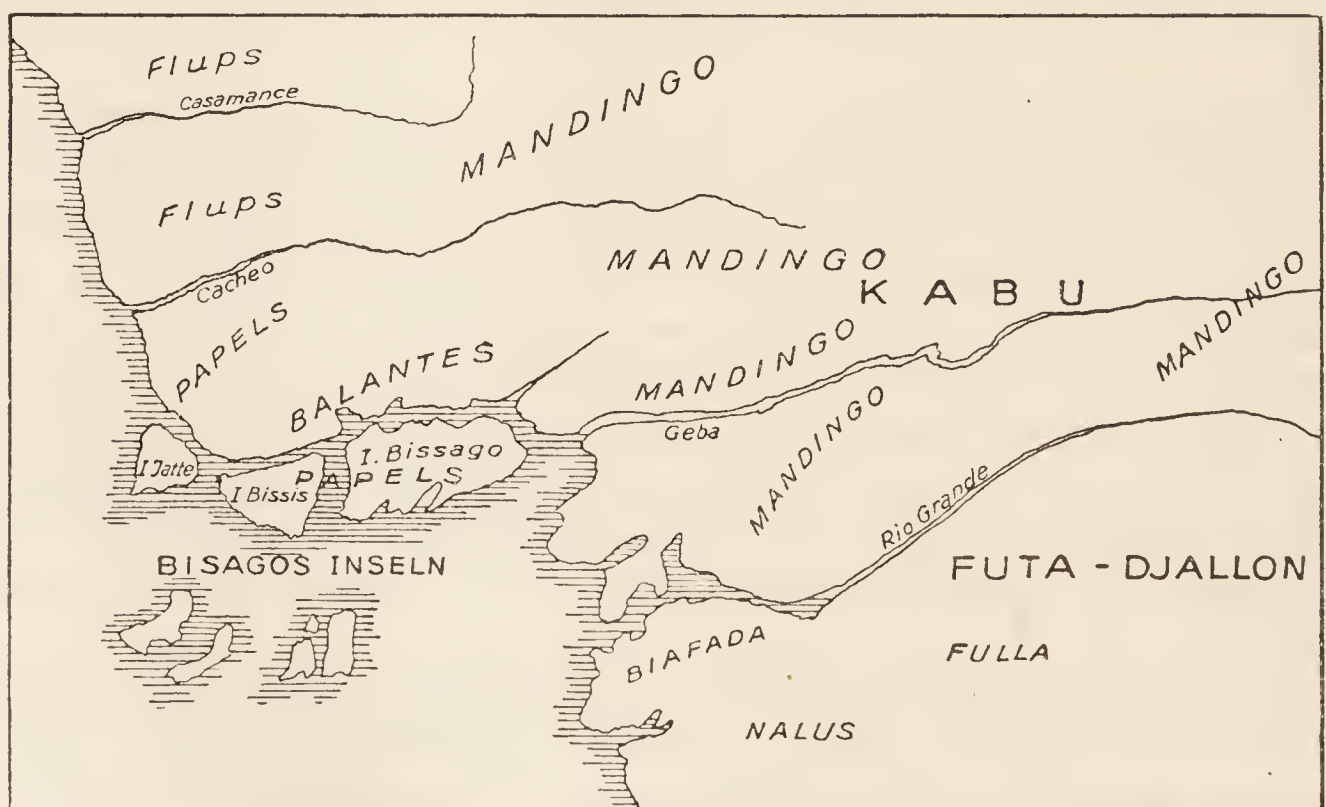 Flups
Casamance
MANDINGO
Flups
Cacheo
MANDINGO
KABU
MANDINGO
PAPELS
BALANTES
MANDINGO
Geba
MANDINGO
I Jatte
I. Bissago
PAPELS
I Bissis
Rio Grande
BISAGOS INSELN
FUTA - DJALLON
BIAFADA
FULLA
NALUS